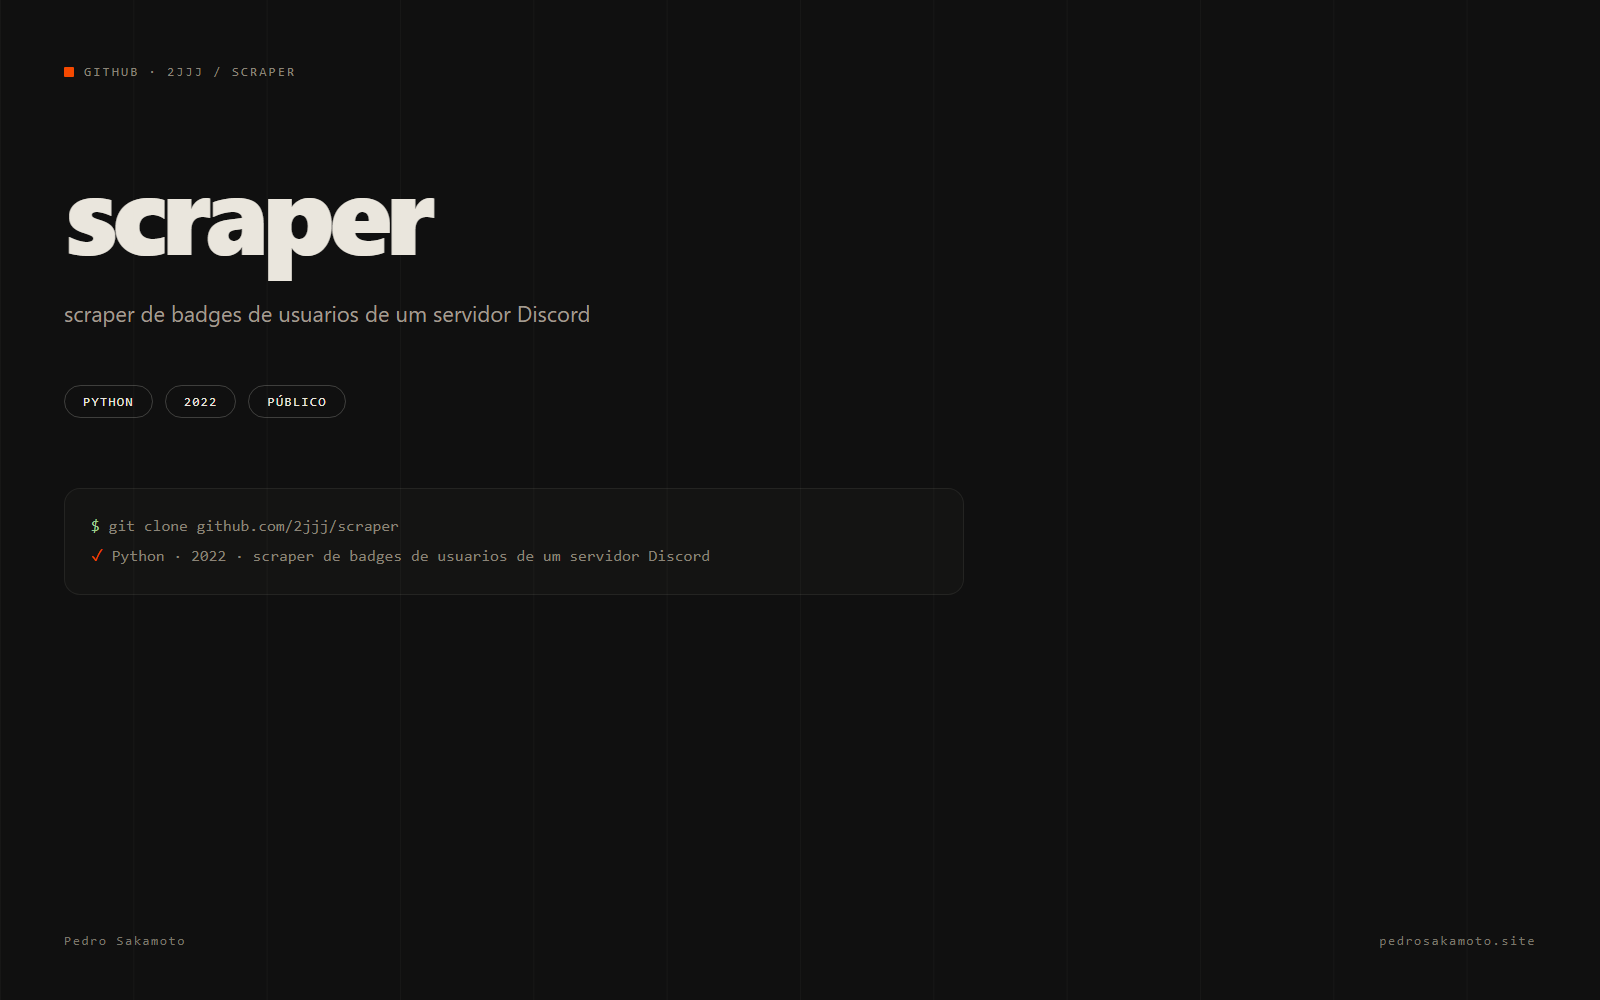 GITHUB · 2JJJ / SCRAPER
scraper
scraper de badges de usuarios de um servidor Discord
PYTHON 2022 PÚBLICO
$ git clone github.com/2jjj/scraper
✓ Python · 2022 · scraper de badges de usuarios de um servidor Discord
Pedro Sakamoto pedrosakamoto.site